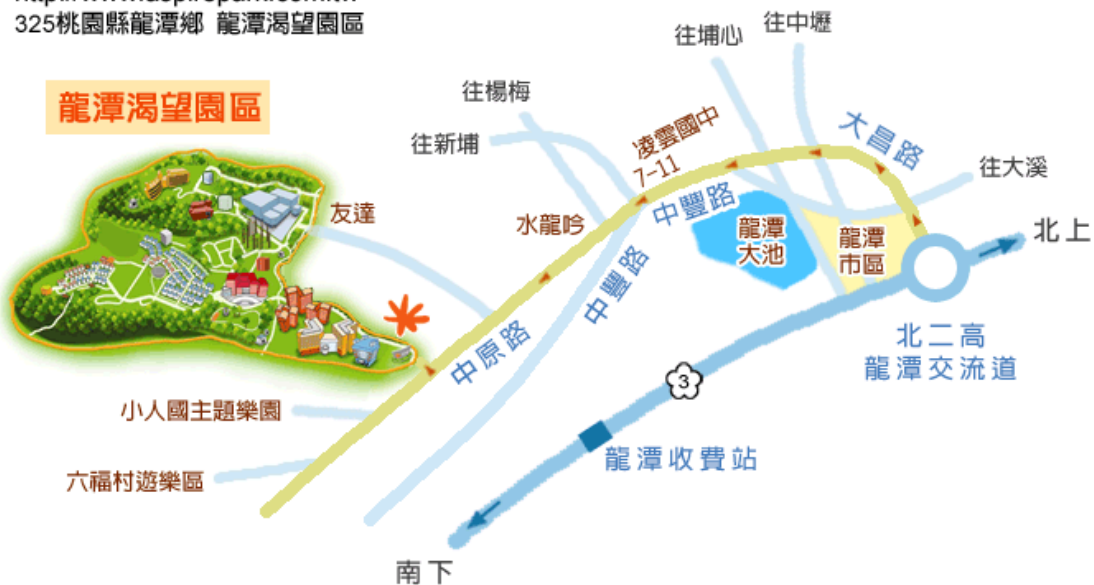 325桃園縣龍潭鄉 龍潭渴望園區
往埔心
往中壢
龍潭渴望園區
往楊梅
往新埔
凌雲國中
7-11
大昌路
往大溪
友達
水龍吟
中豐路
龍潭
大池
龍潭
市區
北上
中豐路
中原路
北二高
龍潭交流道
3
小人國主題樂園
龍潭收費站
六福村遊樂區
南下